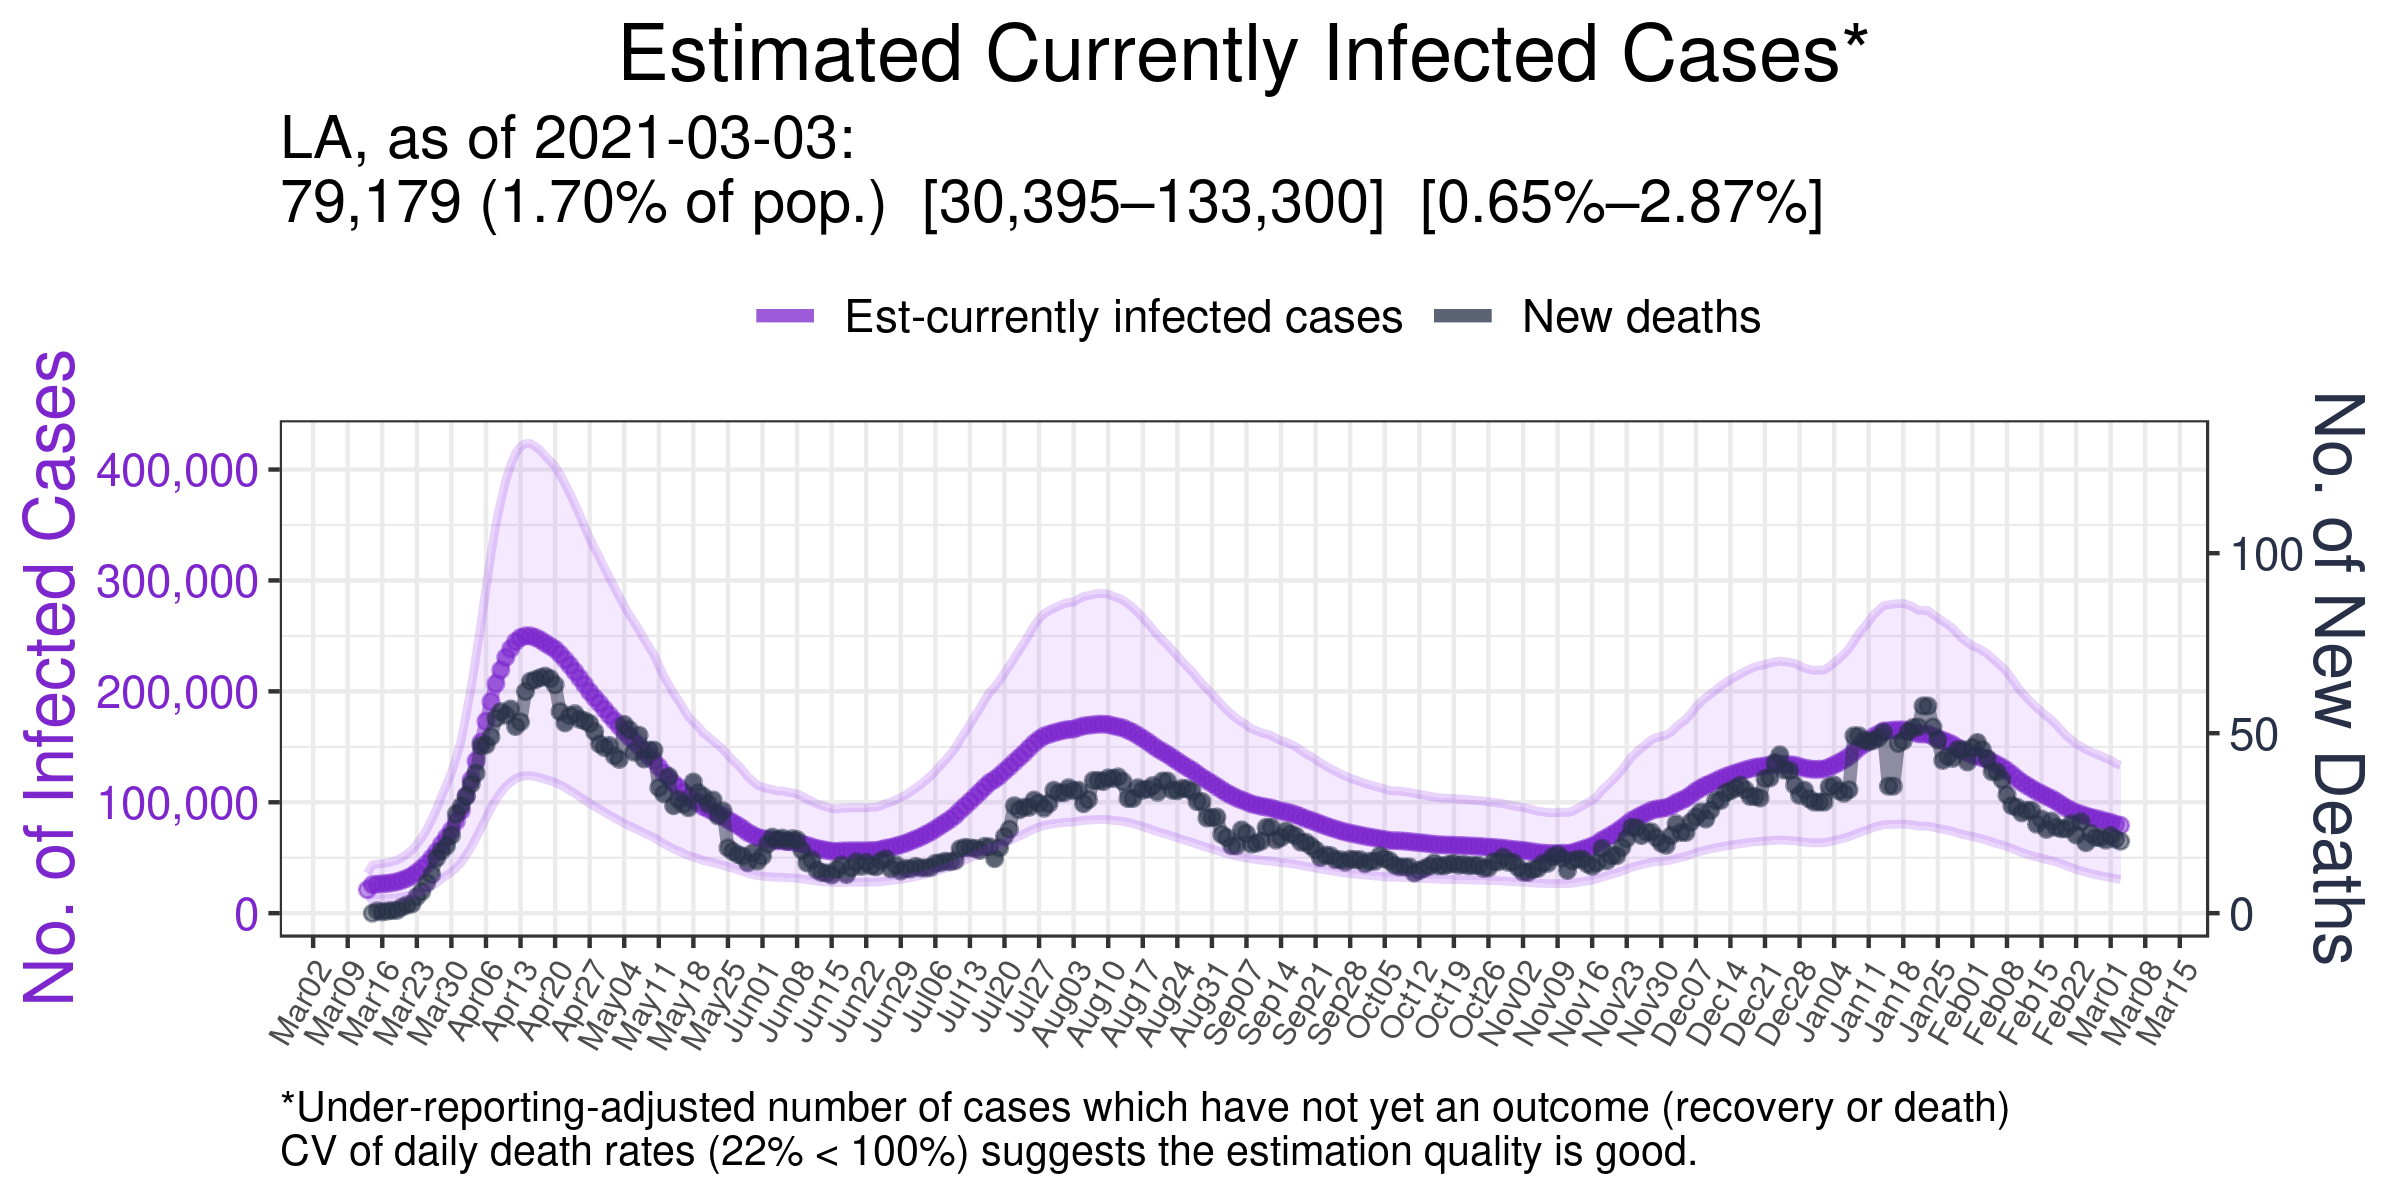 Estimated Currently Infected Cases*
LA, as of 2021-03-03:
79,179 (1.70% of pop.) [30,395–133,300] [0.65%–2.87%]
Est-currently infected cases
New deaths
No. of Infected Cases
400,000
300,000
200,000
100,000
0
No. of New Deaths
100
50
0
Mar02
Mar09
Mar16
Mar23
Mar30
Apr06
Apr13
Apr20
Apr27
May04
May11
May18
May25
Jun01
Jun08
Jun15
Jun22
Jun29
Jul06
Jul13
Jul20
Jul27
Aug03
Aug10
Aug17
Aug24
Aug31
Sep07
Sep14
Sep21
Sep28
Oct05
Oct12
Oct19
Oct26
Nov02
Nov09
Nov16
Nov23
Nov30
Dec07
Dec14
Dec21
Dec28
Jan04
Jan11
Jan18
Jan25
Feb01
Feb08
Feb15
Feb22
Mar01
Mar08
Mar15
*Under-reporting-adjusted number of cases which have not yet an outcome (recovery or death)
CV of daily death rates (22% < 100%) suggests the estimation quality is good.